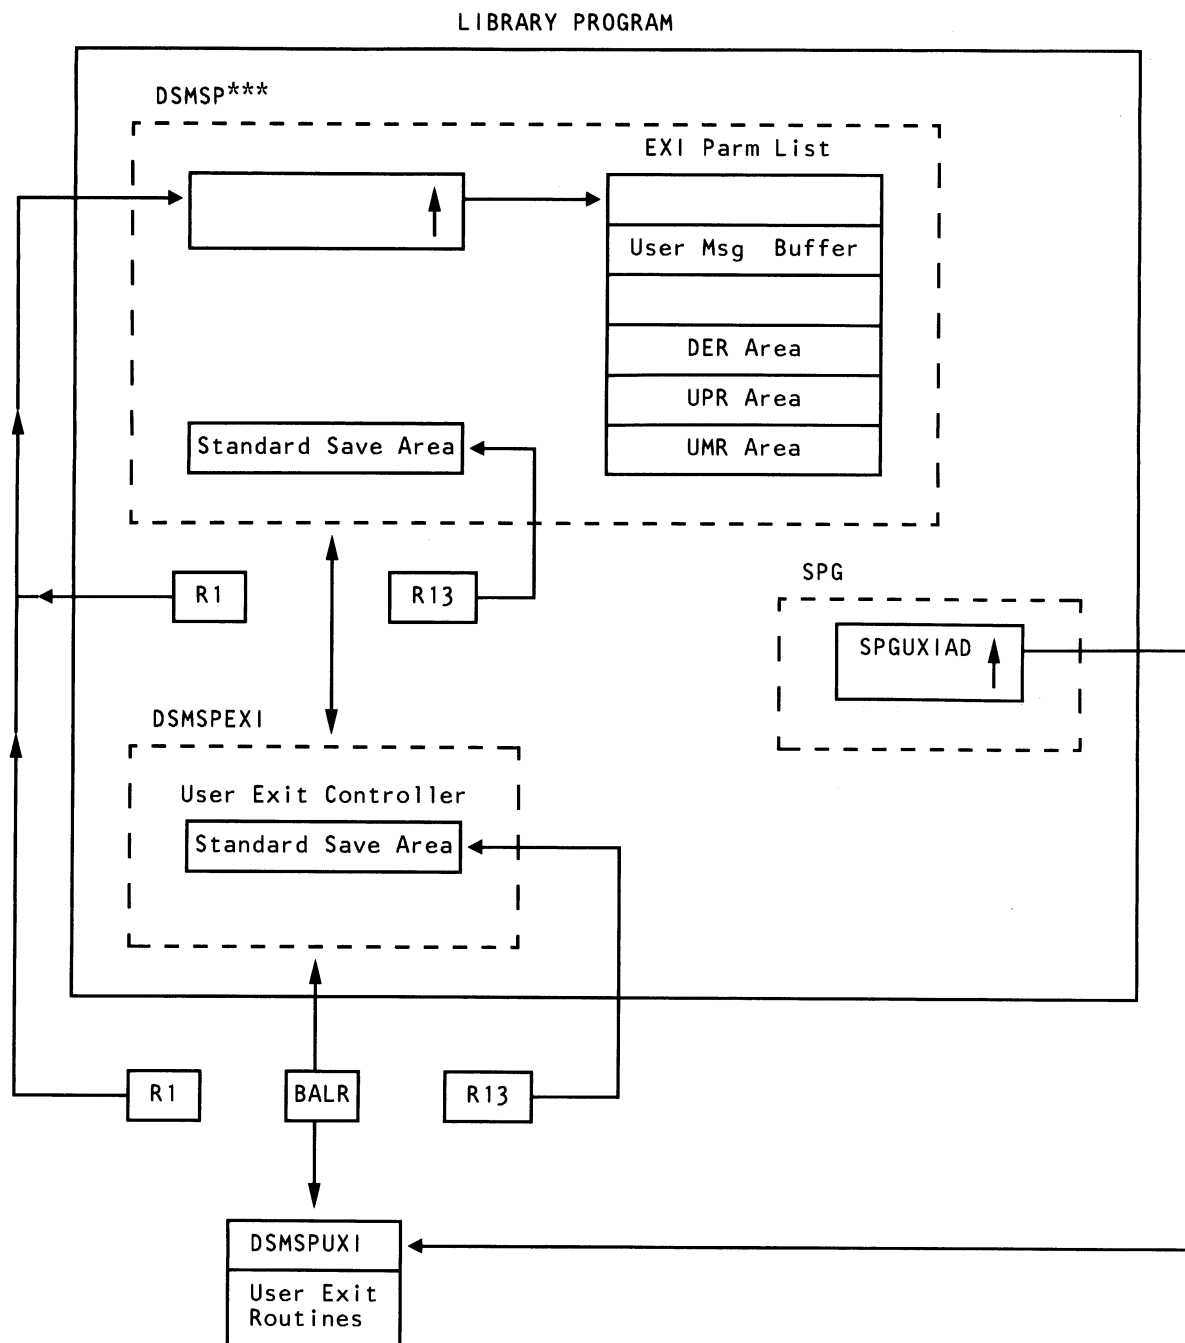 LIBRARY PROGRAM
DSMSP***
EXI Parm List
User Msg Buffer
DER Area
UPR Area
UMR Area
Standard Save Area
R1
R13
SPG
SPGUXIAD
DSMSPEXI
User Exit Controller
Standard Save Area
R1
BALR
R13
DSMSPUXI
User Exit
Routines